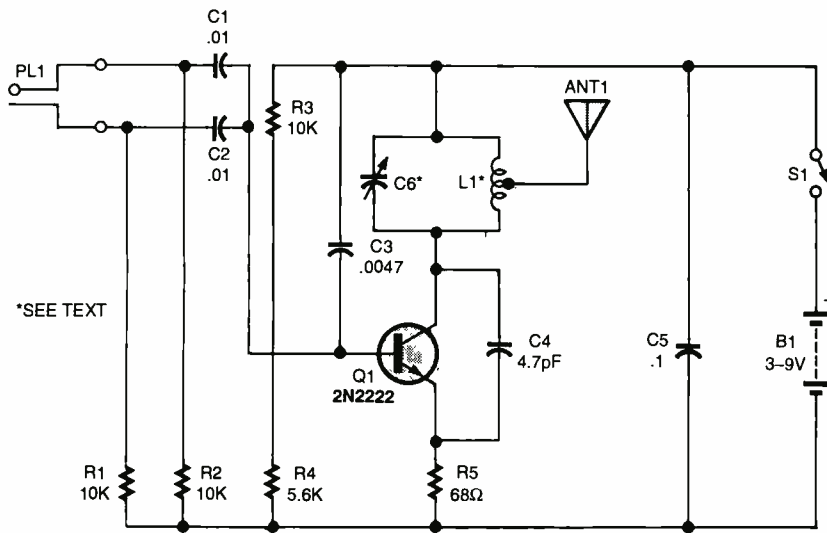 C1
.01
PL1
C2
.01
R3
10K
ANT1
C6*
L1*
S1
C3
.0047
*SEE TEXT
Q1
2N2222
C4
4.7pF
C5
.1
B1
3–9V
R1
10K
R2
10K
R4
5.6K
R5
68Ω